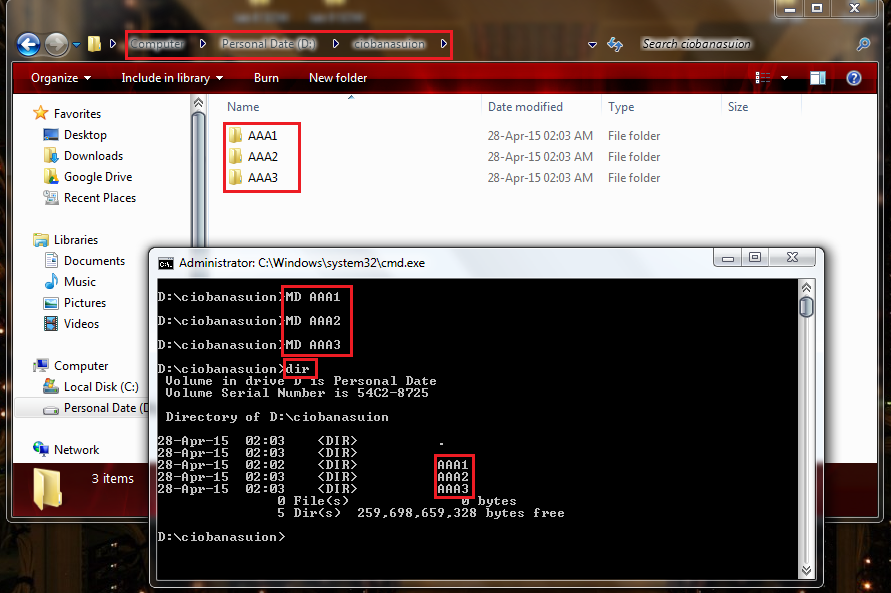 Computer Personal Date (D:) ciobanasuion Search ciobanasuion
Organize Include in library Burn New folder
Name Date modified Type Size
AAA1 28-Apr-15 02:03 AM File folder
AAA2 28-Apr-15 02:03 AM File folder
AAA3 28-Apr-15 02:03 AM File folder
Favorites
Desktop
Downloads
Google Drive
Recent Places
Libraries
Documents
Music
Pictures
Videos
Computer
Local Disk (C:)
Personal Date (D
Network
3 items
Administrator: C:\Windows\system32\cmd.exe
D:\ciobanasuion>MD AAA1
D:\ciobanasuion>MD AAA2
D:\ciobanasuion>MD AAA3
D:\ciobanasuion>dir
Volume in drive D is Personal Date
Volume Serial Number is 54C2-8725
Directory of D:\ciobanasuion
28-Apr-15 02:03 <DIR> .
28-Apr-15 02:03 <DIR>
28-Apr-15 02:02 <DIR> AAA1
28-Apr-15 02:03 <DIR> AAA2
28-Apr-15 02:03 <DIR> AAA3
0 File(s) 0 bytes
5 Dir(s) 259,698,659,328 bytes free
D:\ciobanasuion>